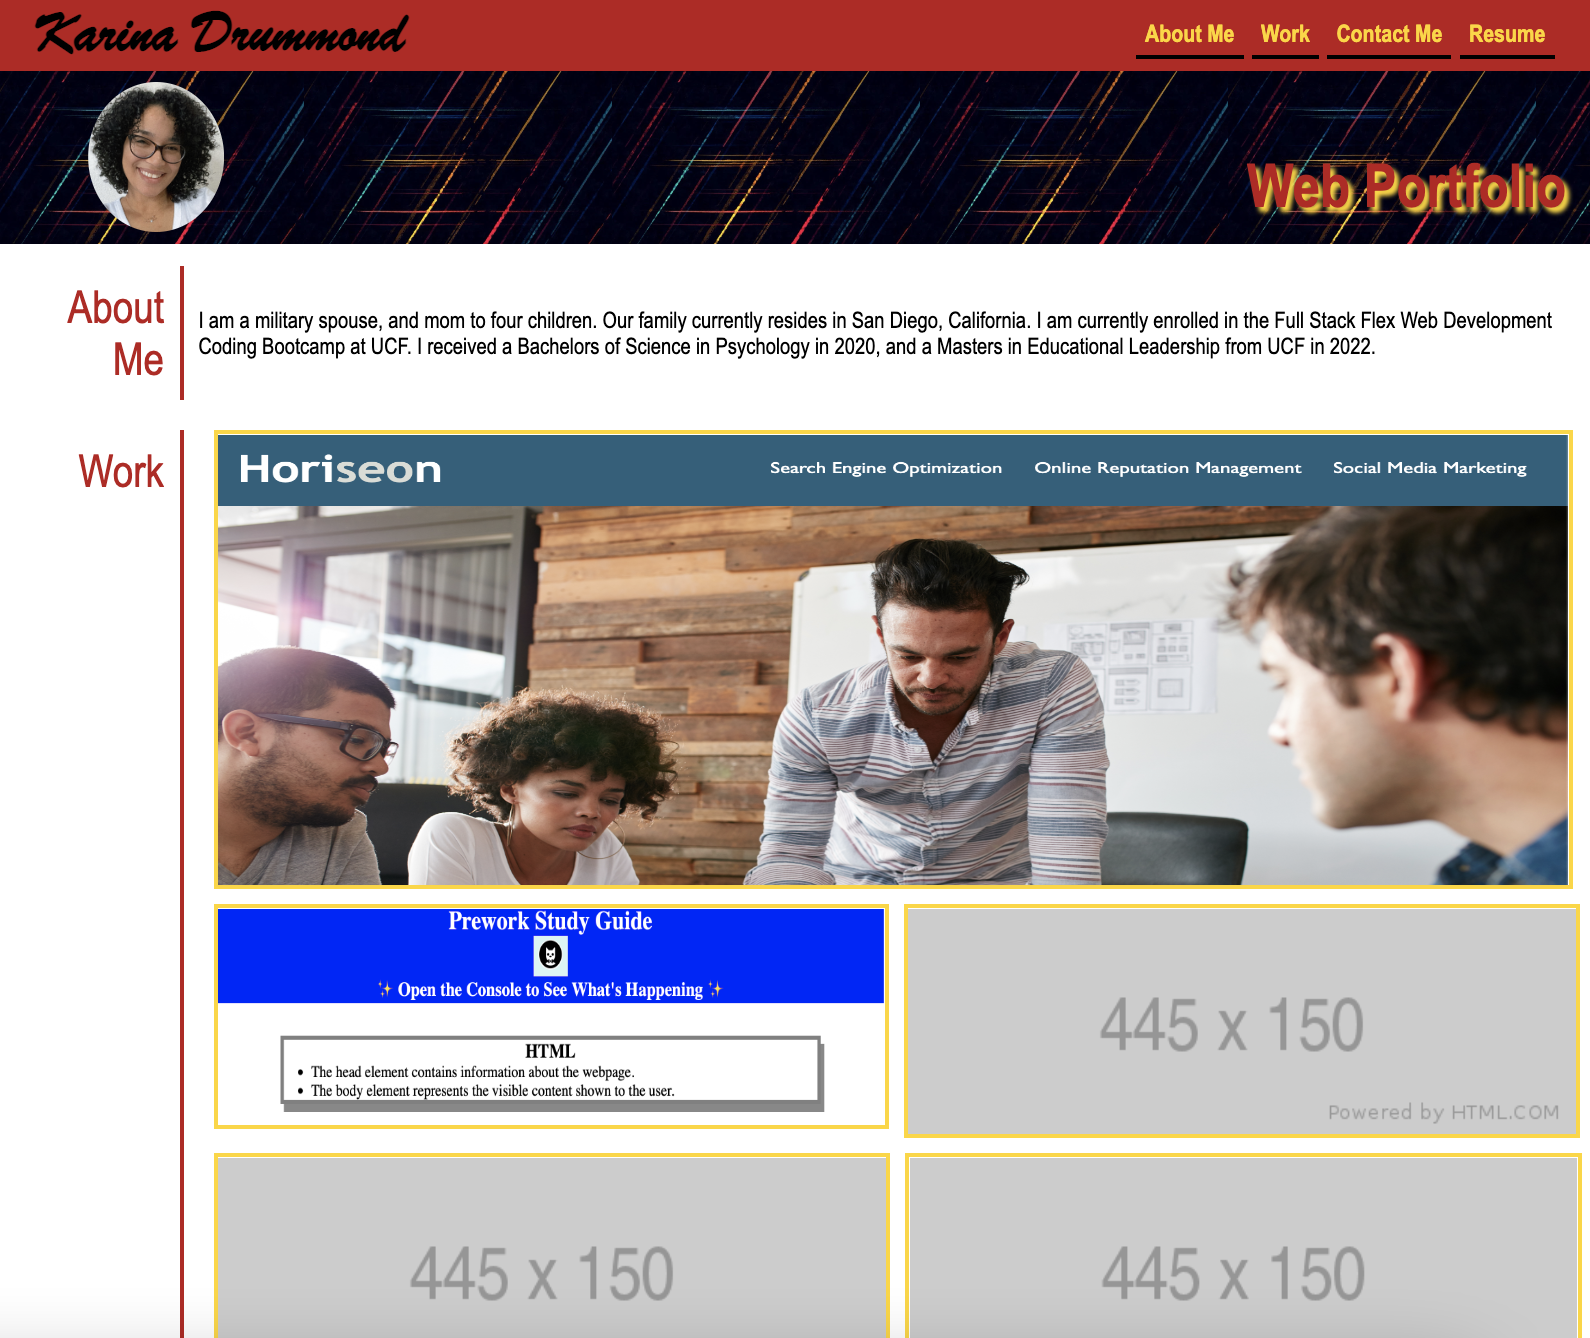 Karina Drummond
About Me Work Contact Me Resume
Web Portfolio
About
Me
I am a military spouse, and mom to four children. Our family currently resides in San Diego, California. I am currently enrolled in the Full Stack Flex Web Development
Coding Bootcamp at UCF. I received a Bachelors of Science in Psychology in 2020, and a Masters in Educational Leadership from UCF in 2022.
Work
Horiseon
Search Engine Optimization Online Reputation Management Social Media Marketing
Prework Study Guide
✨ Open the Console to See What's Happening ✨
HTML
• The head element contains information about the webpage.
• The body element represents the visible content shown to the user.
445 x 150
Powered by HTML.COM
445 x 150
445 x 150